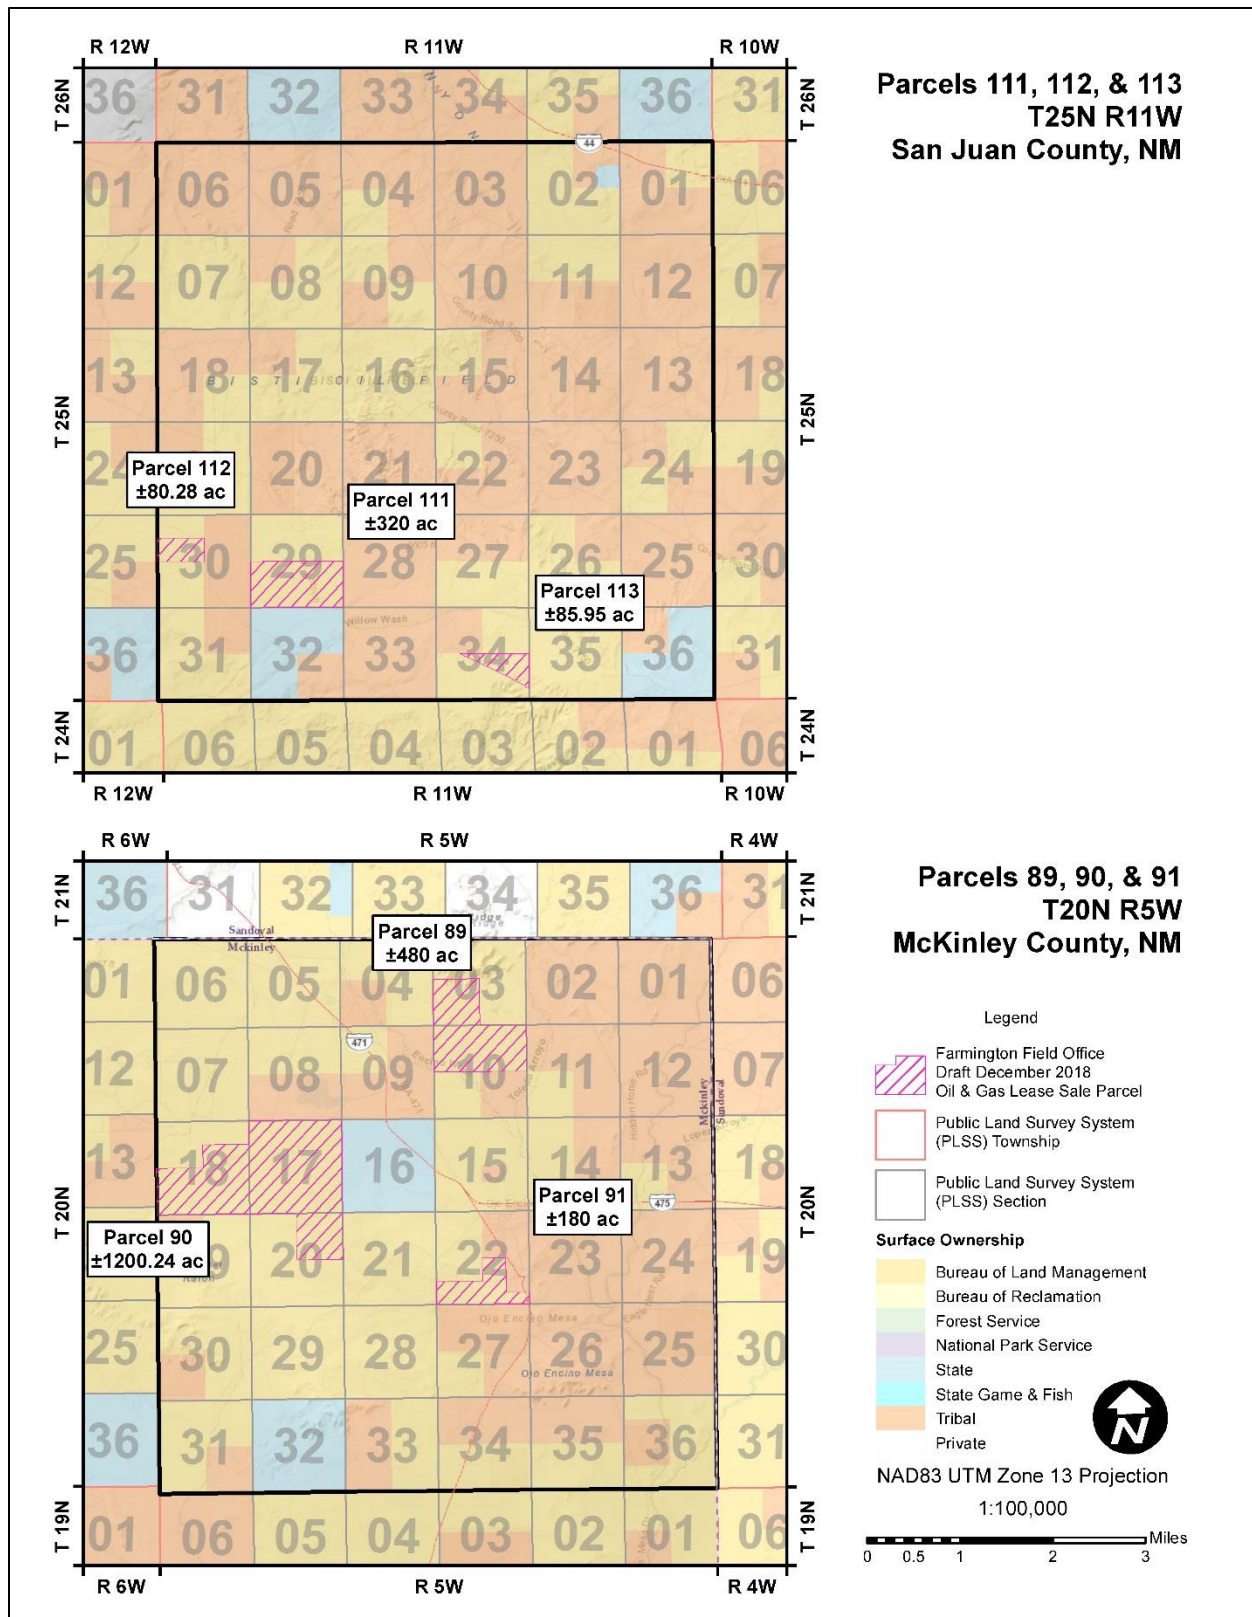 R 12W R 11W R 10W
Parcels 111, 112, & 113
T25N R11W
San Juan County, NM
T 26N 36 31 32 33 34 35 36 31 T 26N
N Y O N
44
01 06 05 04 03 02 01 06
12 07 08 09 10 11 12 07
County Road 7420
13 18 17 16 15 14 13 18
BISTI OIL FIELD
T 25N T 25N
County Road 7250
24 20 21 22 23 24 19
Parcel 112
±80.28 ac
Parcel 111
±320 ac
25 30 29 28 27 26 25 30
Parcel 113
±85.95 ac
Willow Wash
36 31 32 33 34 35 36 31
T 24N 01 06 05 04 03 02 01 06 T 24N
R 12W R 11W R 10W
R 6W R 5W R 4W
T 21N 36 31 32 33 34 35 36 31 T 21N
Parcels 89, 90, & 91
T20N R5W
McKinley County, NM
Sandoval
Mckinley
Parcel 89
±480 ac
01 06 05 04 03 02 01 06
471
12 07 08 09 10 11 12 07
Toledo Arroyo
Hidden Home Rd
Mckinley
Sandoval
13 18 17 16 15 14 13 18
Parcel 91
±180 ac
475
T 20N T 20N
Parcel 90
±1200.24 ac
20 21 22 23 24 19
Ojo Encino Mesa
25 30 29 28 27 26 25 30
Ojo Encino Mesa
36 31 32 33 34 35 36 31
T 19N 01 06 05 04 03 02 01 06 T 19N
R 6W R 5W R 4W
Legend
Farmington Field Office
Draft December 2018
Oil & Gas Lease Sale Parcel
Public Land Survey System
(PLSS) Township
Public Land Survey System
(PLSS) Section
Surface Ownership
Bureau of Land Management
Bureau of Reclamation
Forest Service
National Park Service
State
State Game & Fish
Tribal
Private
N
NAD83 UTM Zone 13 Projection
1:100,000
Miles
0 0.5 1 2 3